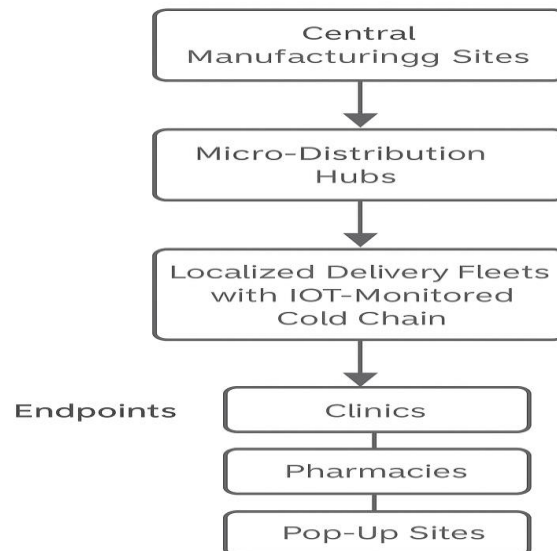 Central
Manufacturingg Sites
Micro-Distribution
Hubs
Localized Delivery Fleets
with IOT-Monitored
Cold Chain
Endpoints
Clinics
Pharmacies
Pop-Up Sites